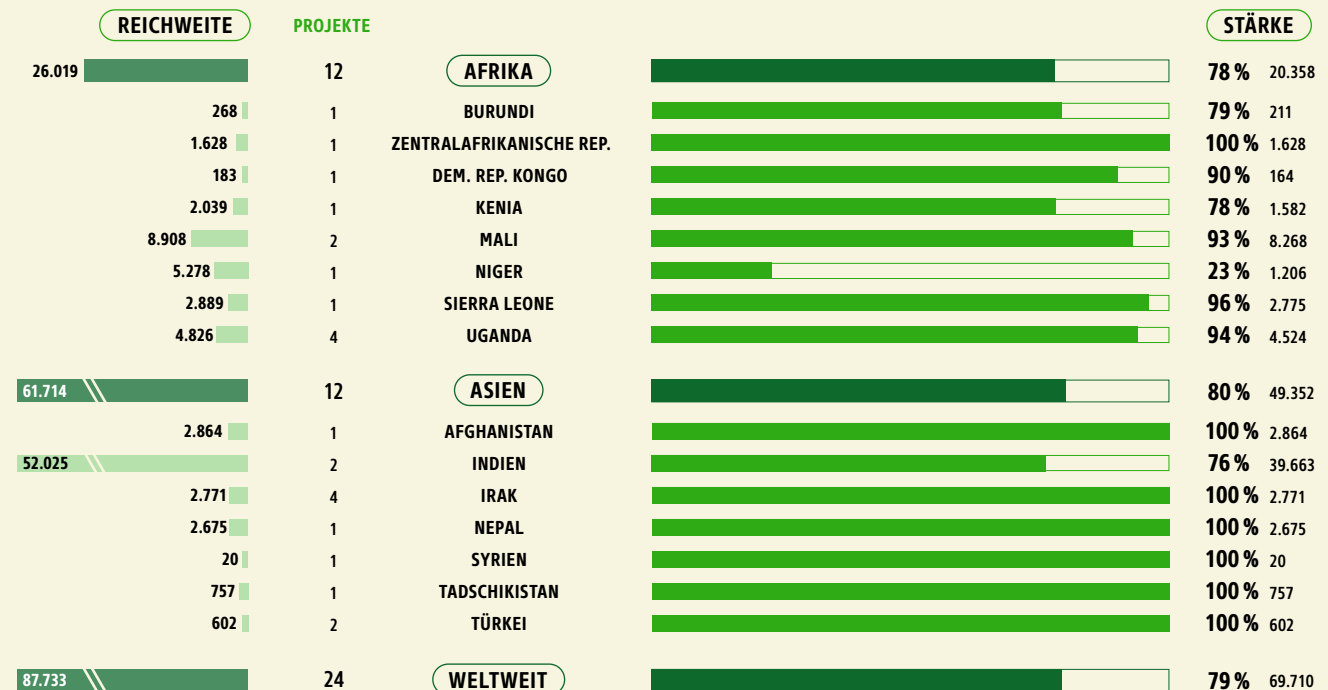 REICHWEITE PROJEKTE STÄRKE
26.019 12 AFRIKA 78 % 20.358
268 1 BURUNDI 79 % 211
1.628 1 ZENTRALAFRIKANISCHE REP. 100 % 1.628
183 1 DEM. REP. KONGO 90 % 164
2.039 1 KENIA 78 % 1.582
8.908 2 MALI 93 % 8.268
5.278 1 NIGER 23 % 1.206
2.889 1 SIERRA LEONE 96 % 2.775
4.826 4 UGANDA 94 % 4.524
61.714 12 ASIEN 80 % 49.352
2.864 1 AFGHANISTAN 100 % 2.864
52.025 2 INDIEN 76 % 39.663
2.771 4 IRAK 100 % 2.771
2.675 1 NEPAL 100 % 2.675
20 1 SYRIEN 100 % 20
757 1 TADSCHIKISTAN 100 % 757
602 2 TÜRKEI 100 % 602
87.733 24 WELTWEIT 79 % 69.710